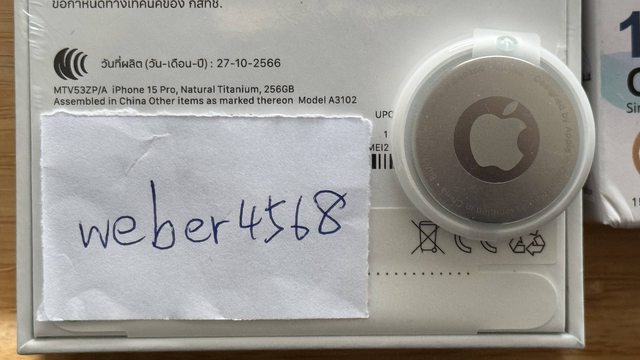 ข้อกำหนดทางเทคนิคของ กสทช.
วันที่ผลิต (วัน-เดือน-ปี) : 27-10-2566
MTV53ZP/A iPhone 15 Pro, Natural Titanium, 256GB
Assembled in China Other items as marked thereon Model A3102
UPC
weber4568